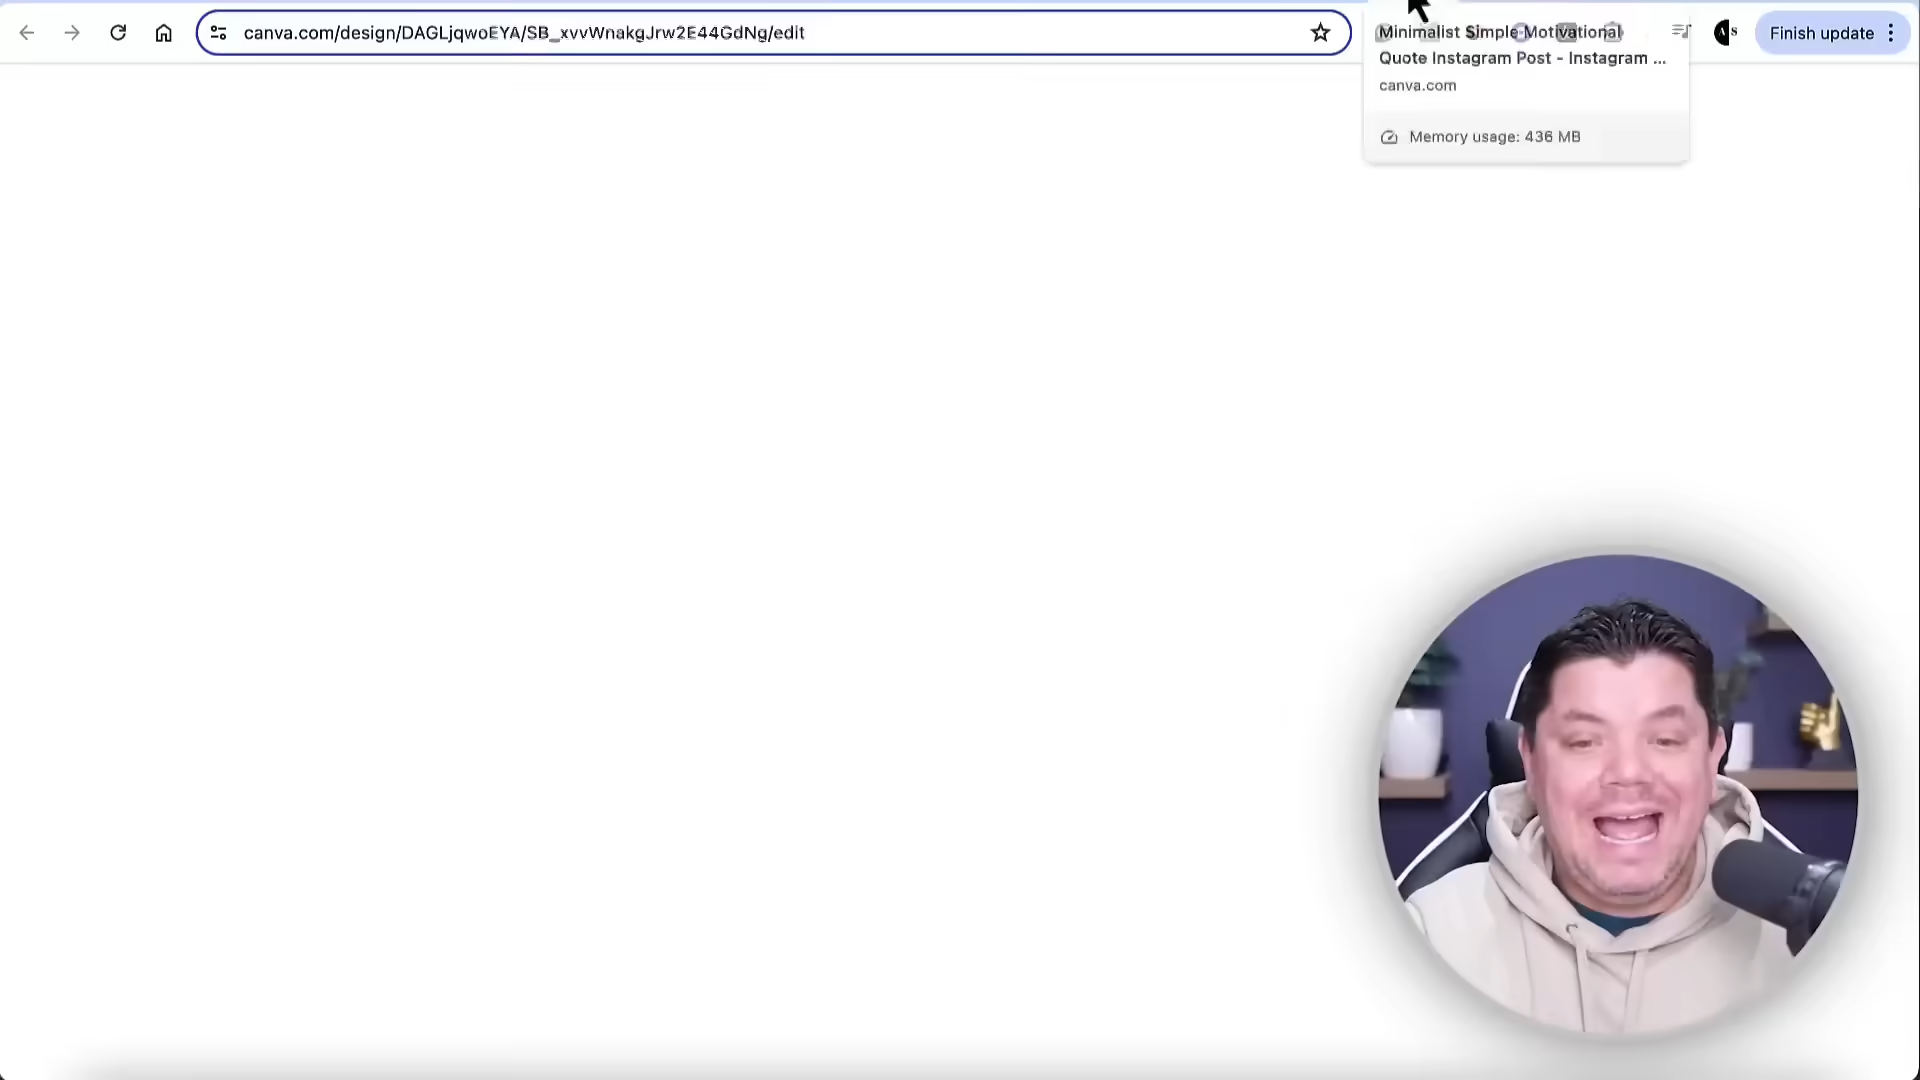 canva.com/design/DAGLjqwoEYA/SB_xvvWnakgJrw2E44GdNg/edit
Minimalist Simple Motivational
Quote Instagram Post - Instagram ...
canva.com
Memory usage: 436 MB
A S
Finish update